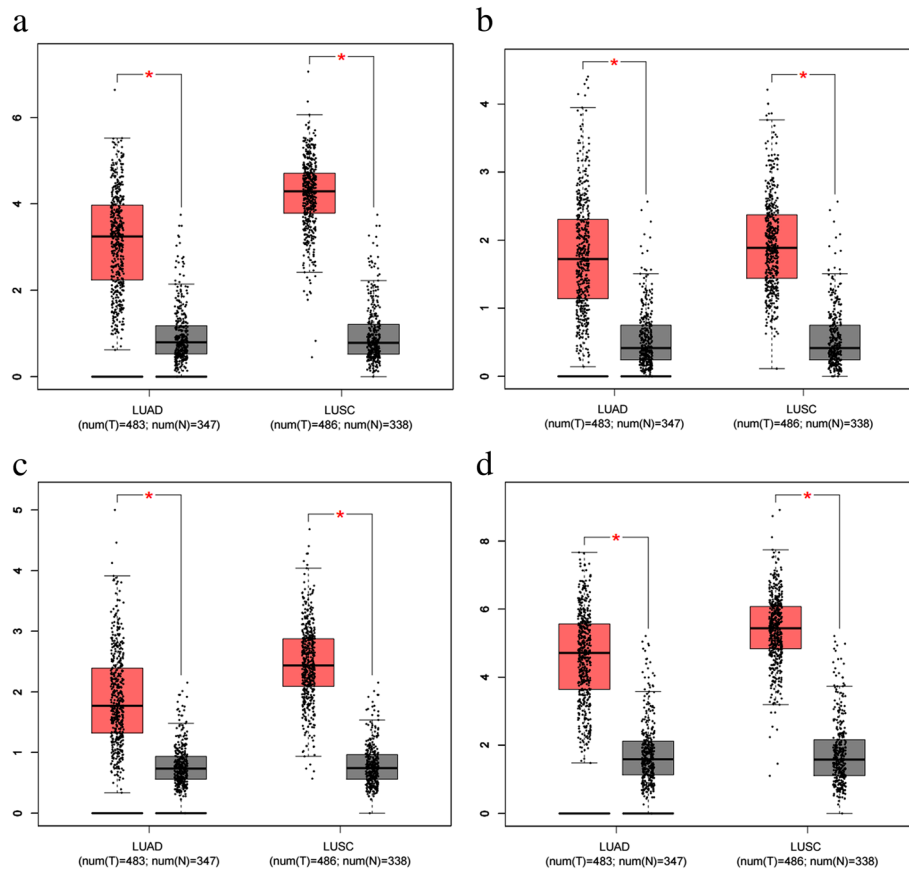 a
6
4
2
0
*
*
LUAD
(num(T)=483; num(N)=347)
LUSC
(num(T)=486; num(N)=338)
b
4
3
2
1
0
*
*
LUAD
(num(T)=483; num(N)=347)
LUSC
(num(T)=486; num(N)=338)
c
5
4
3
2
1
0
*
*
LUAD
(num(T)=483; num(N)=347)
LUSC
(num(T)=486; num(N)=338)
d
8
6
4
2
0
*
*
LUAD
(num(T)=483; num(N)=347)
LUSC
(num(T)=486; num(N)=338)